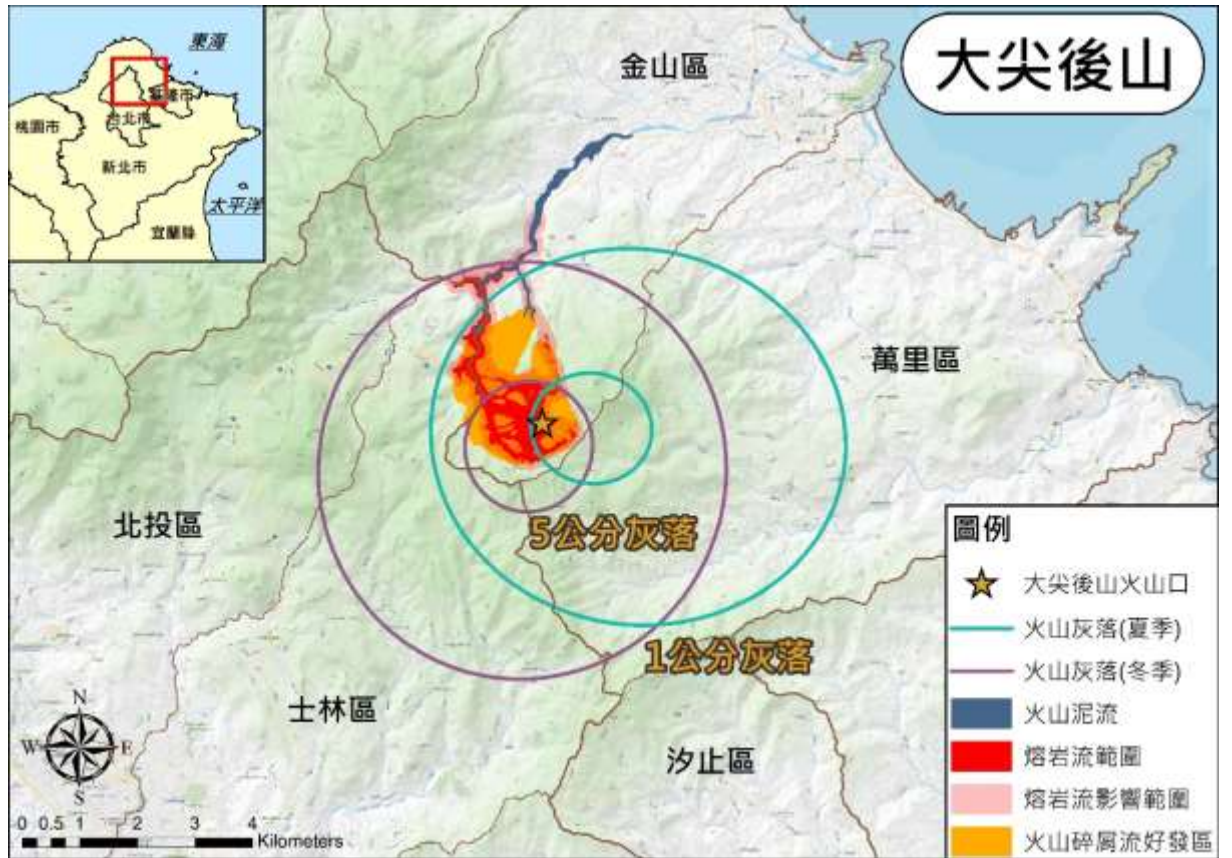 大尖後山
東海
基隆市
台北市
桃園市
新北市
太平洋
宜蘭縣
金山區
萬里區
北投區
5公分灰落
1公分灰落
士林區
汐止區
N
W
E
S
0 0.5 1 2 3 4
Kilometers
圖例
大尖後山火山口
火山灰落(夏季)
火山灰落(冬季)
火山泥流
熔岩流範圍
熔岩流影響範圍
火山碎屑流好發區